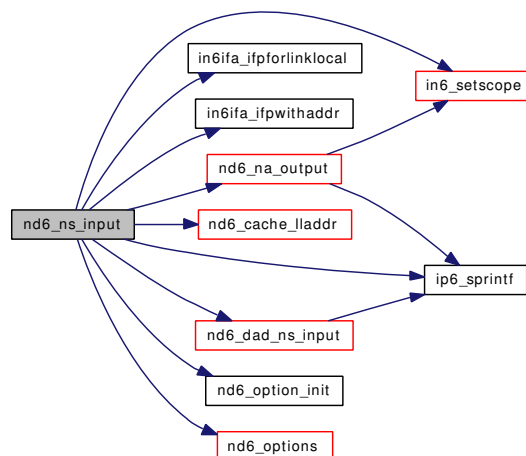 in6ifa_ifpforlinklocal
in6_setscope
in6ifa_ifpwithaddr
nd6_na_output
nd6_ns_input
nd6_cache_lladdr
ip6_sprintf
nd6_dad_ns_input
nd6_option_init
nd6_options